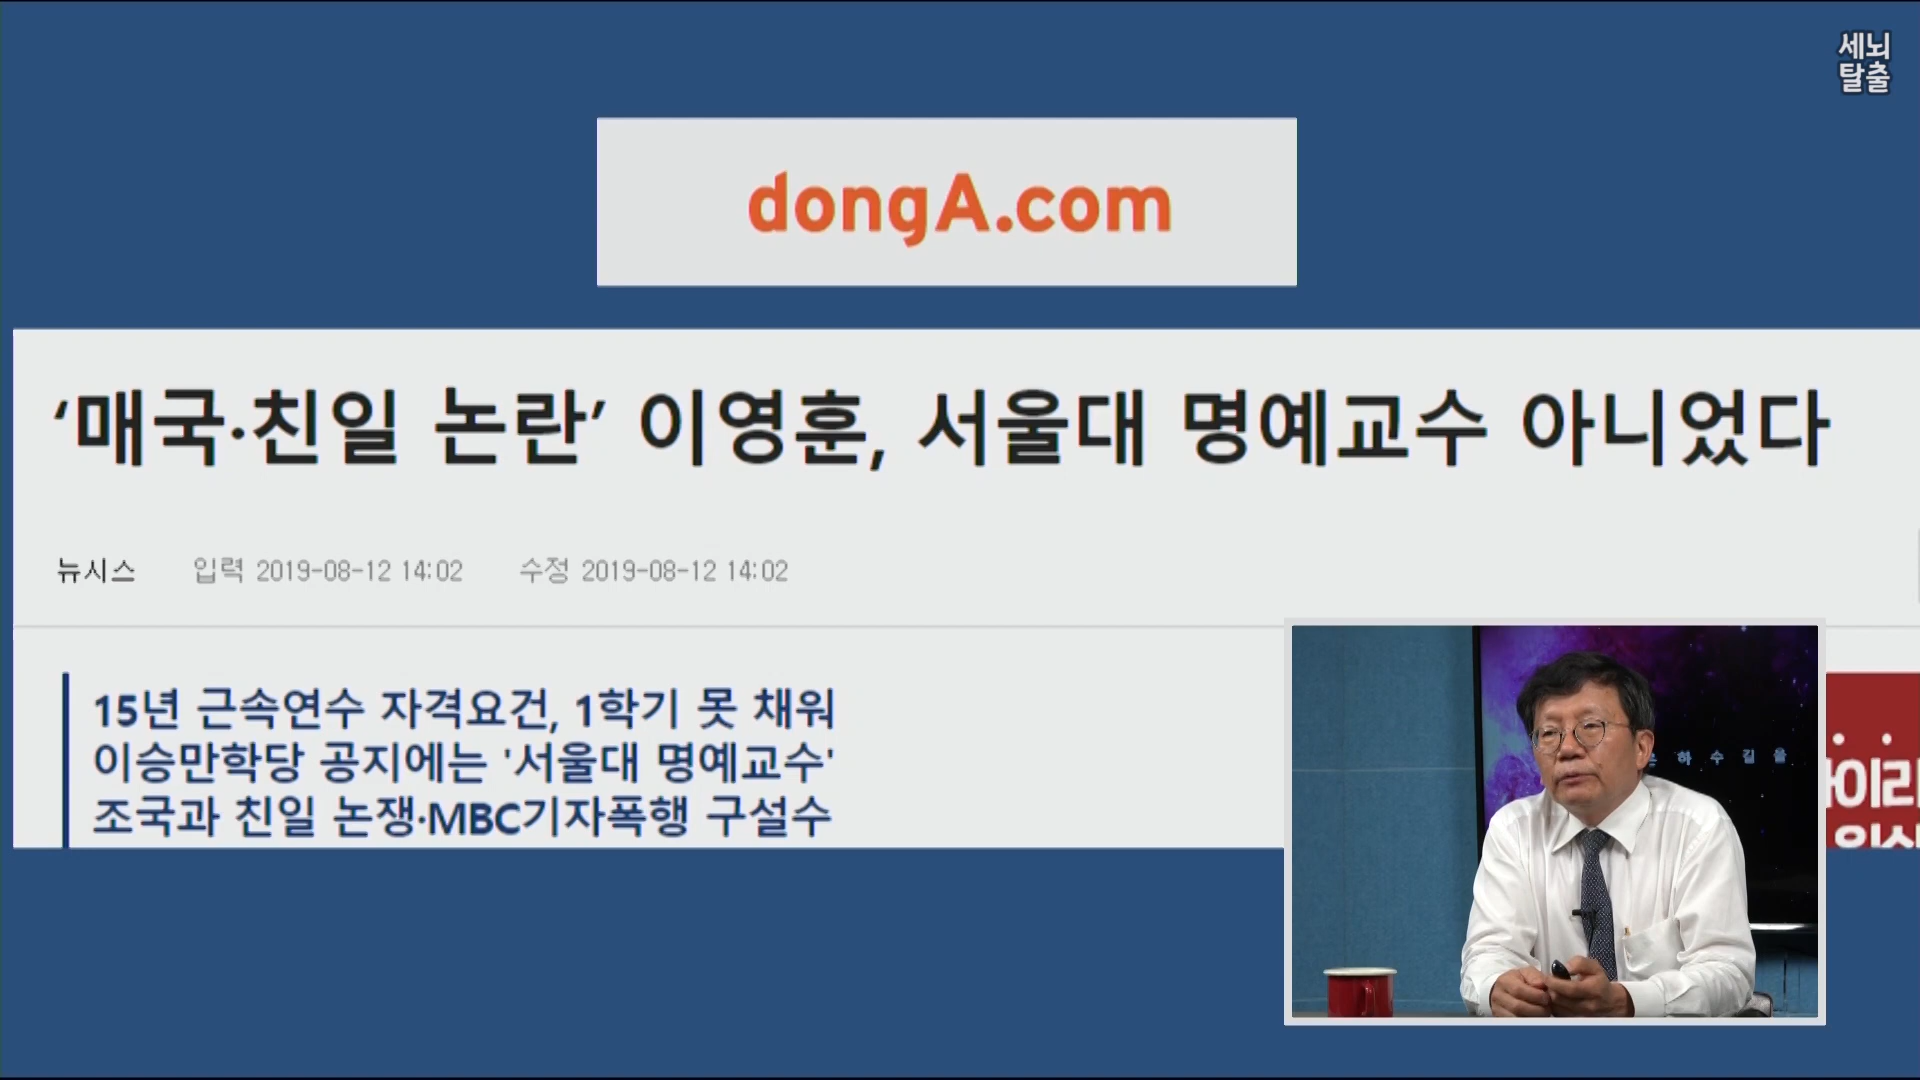 세뇌
탈출
dongA.com
‘매국·친일 논란’ 이영훈, 서울대 명예교수 아니었다
뉴시스 입력 2019-08-12 14:02 수정 2019-08-12 14:02
15년 근속연수 자격요건, 1학기 못 채워
이승만학당 공지에는 '서울대 명예교수'
조국과 친일 논쟁·MBC기자폭행 구설수
하 수 길 을